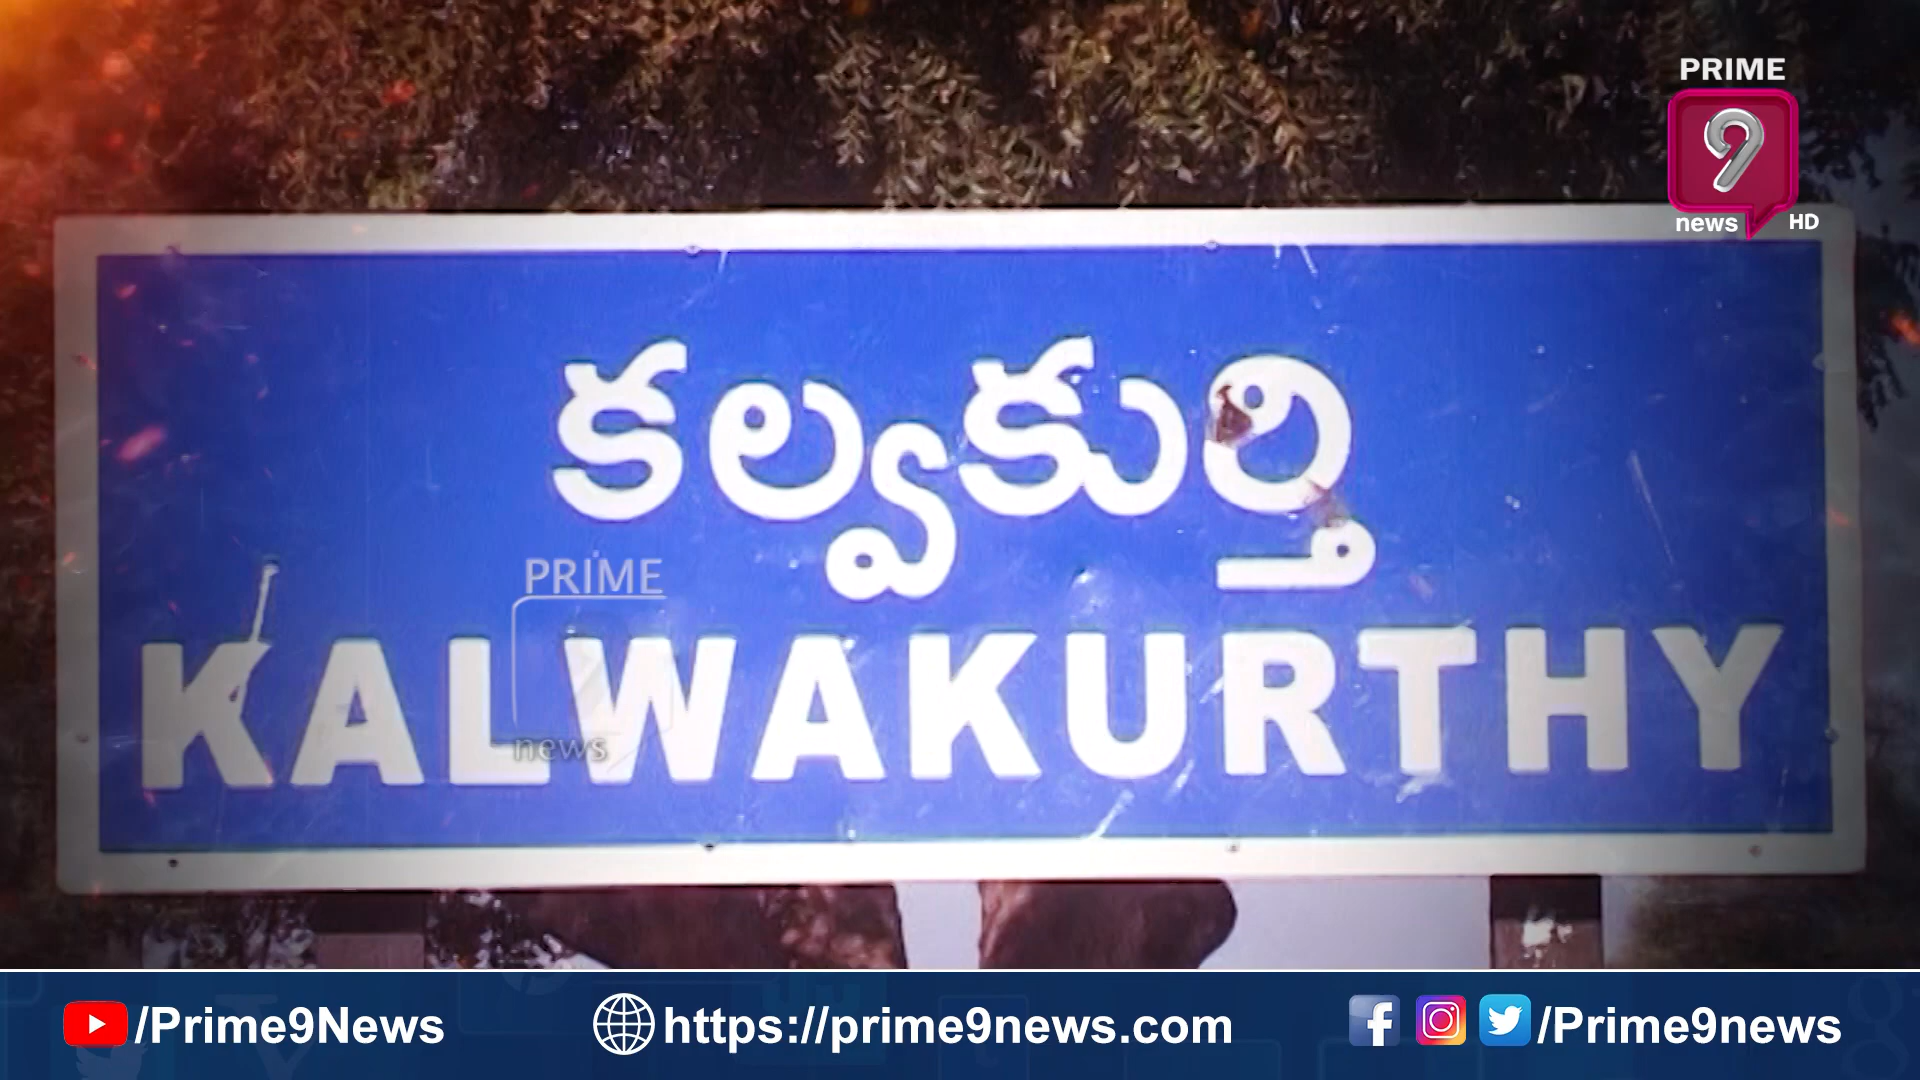 PRIME
9
news HD
కల్వకుర్తి
PRIME
KALWAKURTHY
news
/Prime9News
https://prime9news.com
/Prime9news